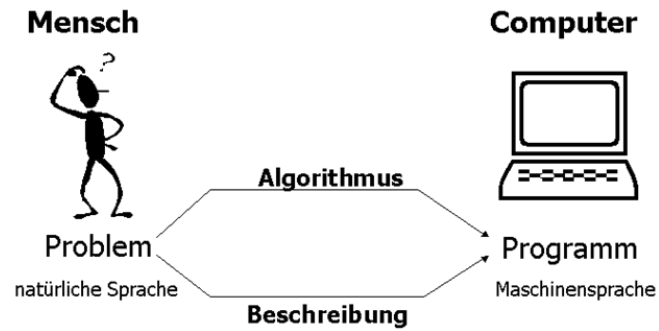 Mensch
Computer
?
Algorithmus
Problem
Programm
natürliche Sprache
Maschinensprache
Beschreibung